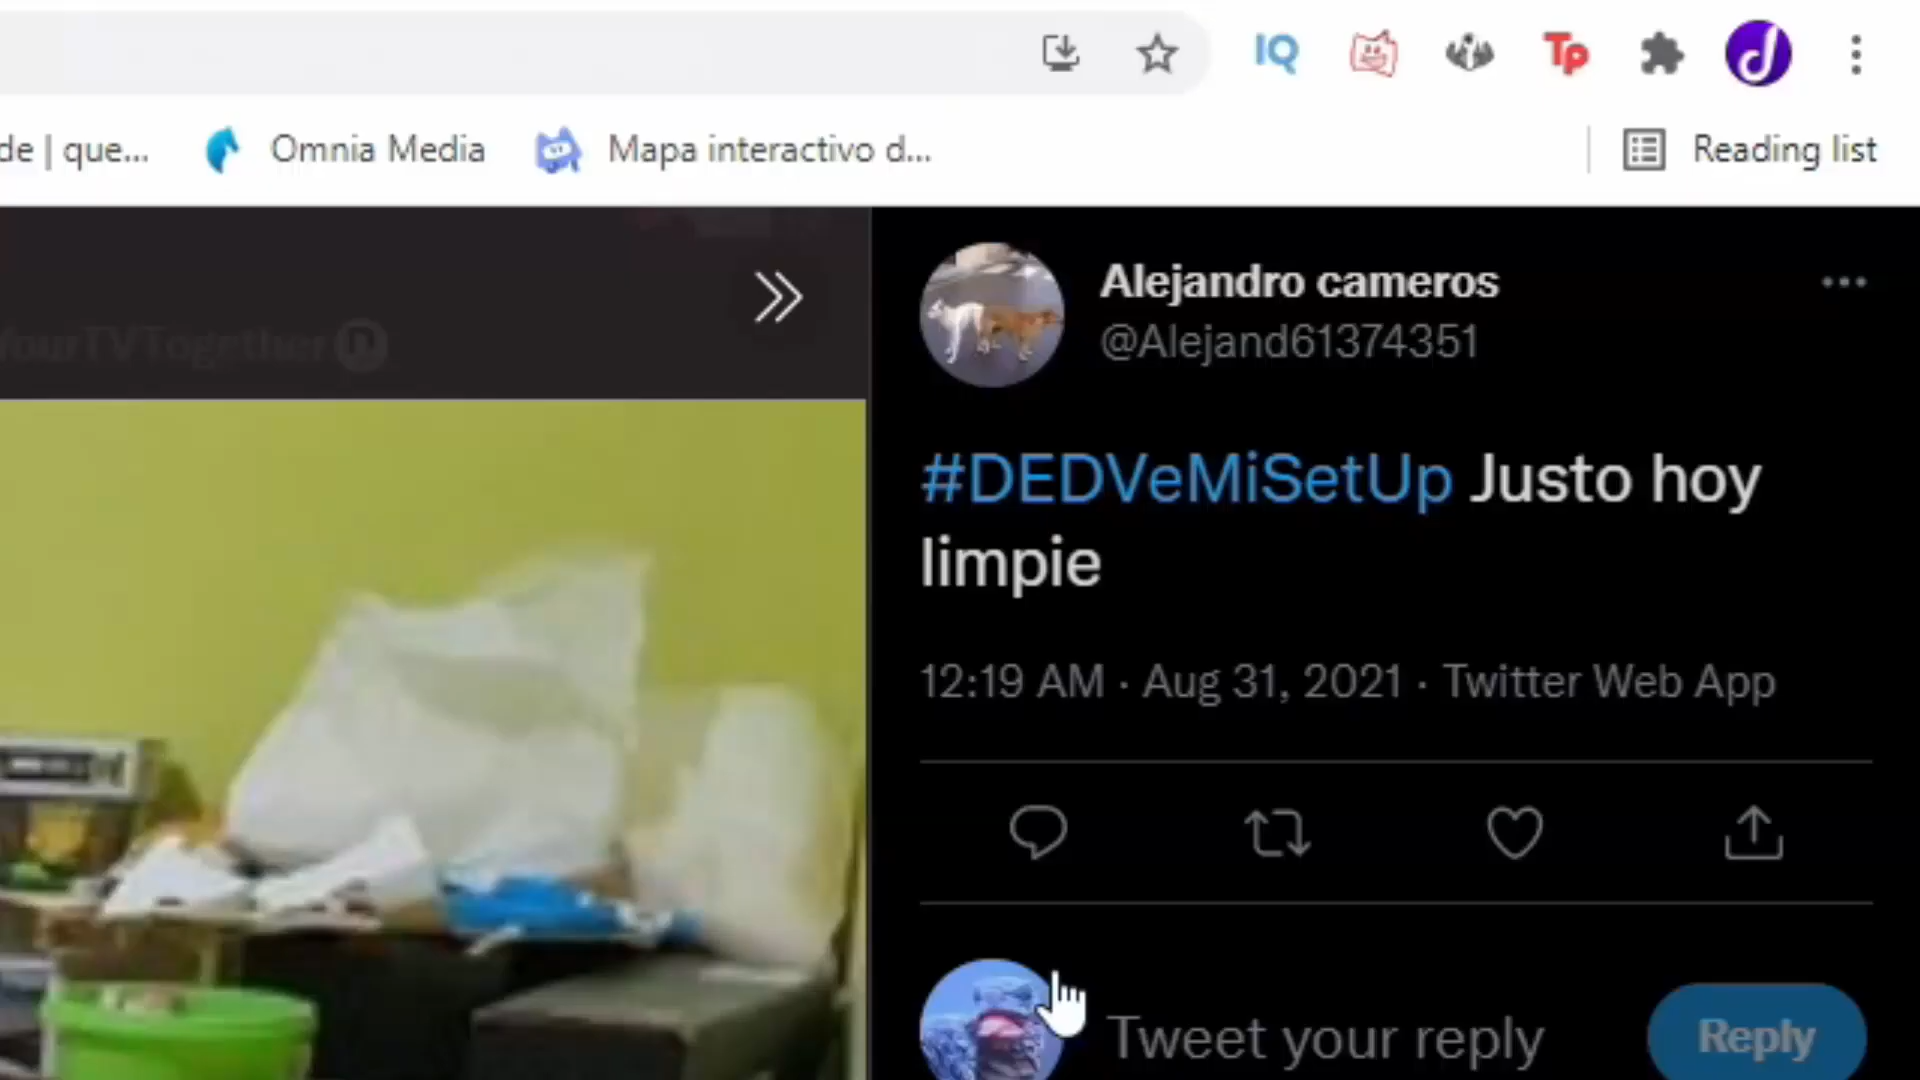 IQ
Tp
de | que...
Omnia Media
Mapa interactivo d...
Reading list
YourTVTogether
Alejandro cameros
@Alejand61374351
#DEDVeMiSetUp Justo hoy
limpie
12:19 AM · Aug 31, 2021 · Twitter Web App
Tweet your reply
Reply